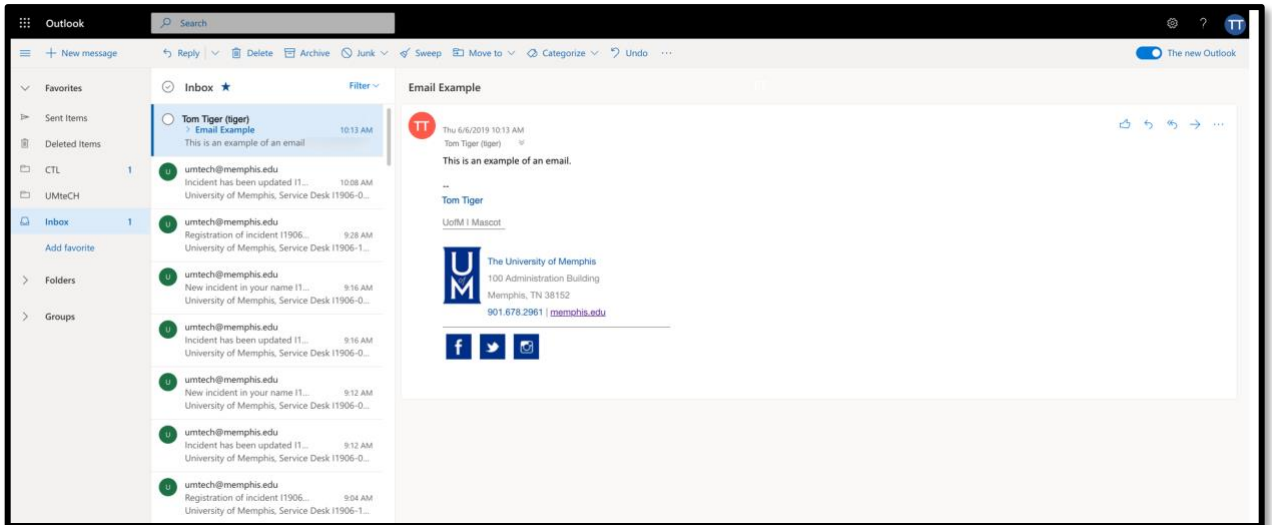 Outlook
Search
?
TT
New message
Reply
Delete
Archive
Junk
Sweep
Move to
Categorize
Undo
...
The new Outlook
Favorites
Sent Items
Deleted Items
CTL 1
UMteCH
Inbox 1
Add favorite
Folders
Groups
Inbox ★ Filter
Tom Tiger (tiger)
> Email Example 10:13 AM
This is an example of an email
U
umtech@memphis.edu
Incident has been updated I1... 10:08 AM
University of Memphis, Service Desk I1906-0...
U
umtech@memphis.edu
Registration of incident I1906... 9:28 AM
University of Memphis, Service Desk I1906-1...
U
umtech@memphis.edu
New incident in your name I1... 9:16 AM
University of Memphis, Service Desk I1906-0...
U
umtech@memphis.edu
Incident has been updated I1... 9:16 AM
University of Memphis, Service Desk I1906-0...
U
umtech@memphis.edu
New incident in your name I1... 9:12 AM
University of Memphis, Service Desk I1906-0...
U
umtech@memphis.edu
Incident has been updated I1... 9:12 AM
University of Memphis, Service Desk I1906-0...
U
umtech@memphis.edu
Registration of incident I1906... 9:04 AM
University of Memphis, Service Desk I1906-1...
Email Example
TT
Thu 6/6/2019 10:13 AM
Tom Tiger (tiger)
...
This is an example of an email.
--
Tom Tiger
UofM | Mascot
U
of
M
The University of Memphis
100 Administration Building
Memphis, TN 38152
901.678.2961 | memphis.edu
f